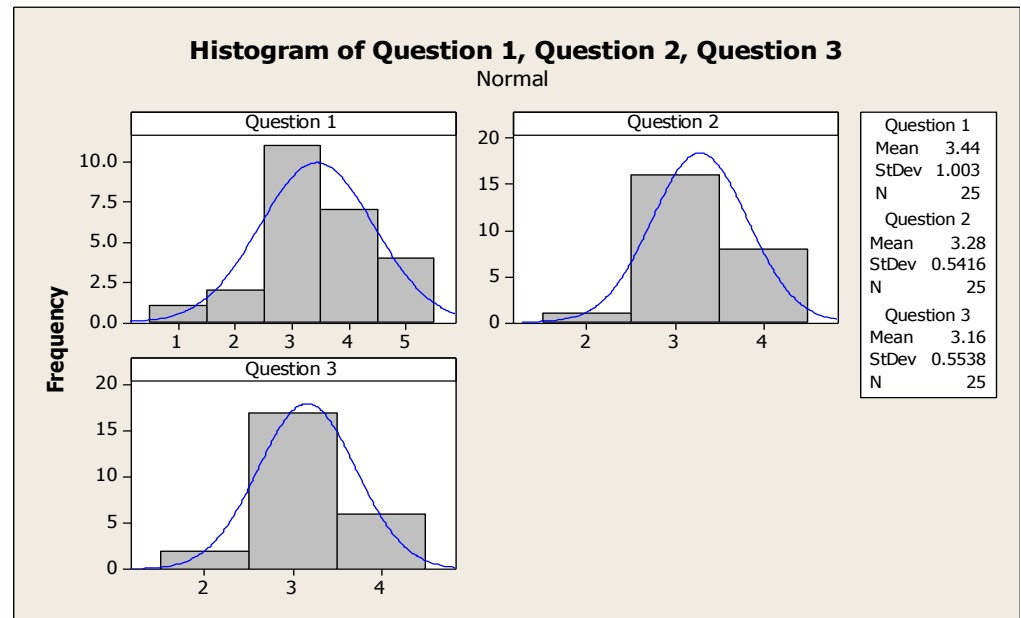 Histogram of Question 1, Question 2, Question 3
Normal
Frequency
Question 1
10.0
7.5
5.0
2.5
0.0
1 2 3 4 5
Question 2
20
15
10
5
0
2 3 4
Question 3
20
15
10
5
0
2 3 4
Question 1
Mean 3.44
StDev 1.003
N 25
Question 2
Mean 3.28
StDev 0.5416
N 25
Question 3
Mean 3.16
StDev 0.5538
N 25